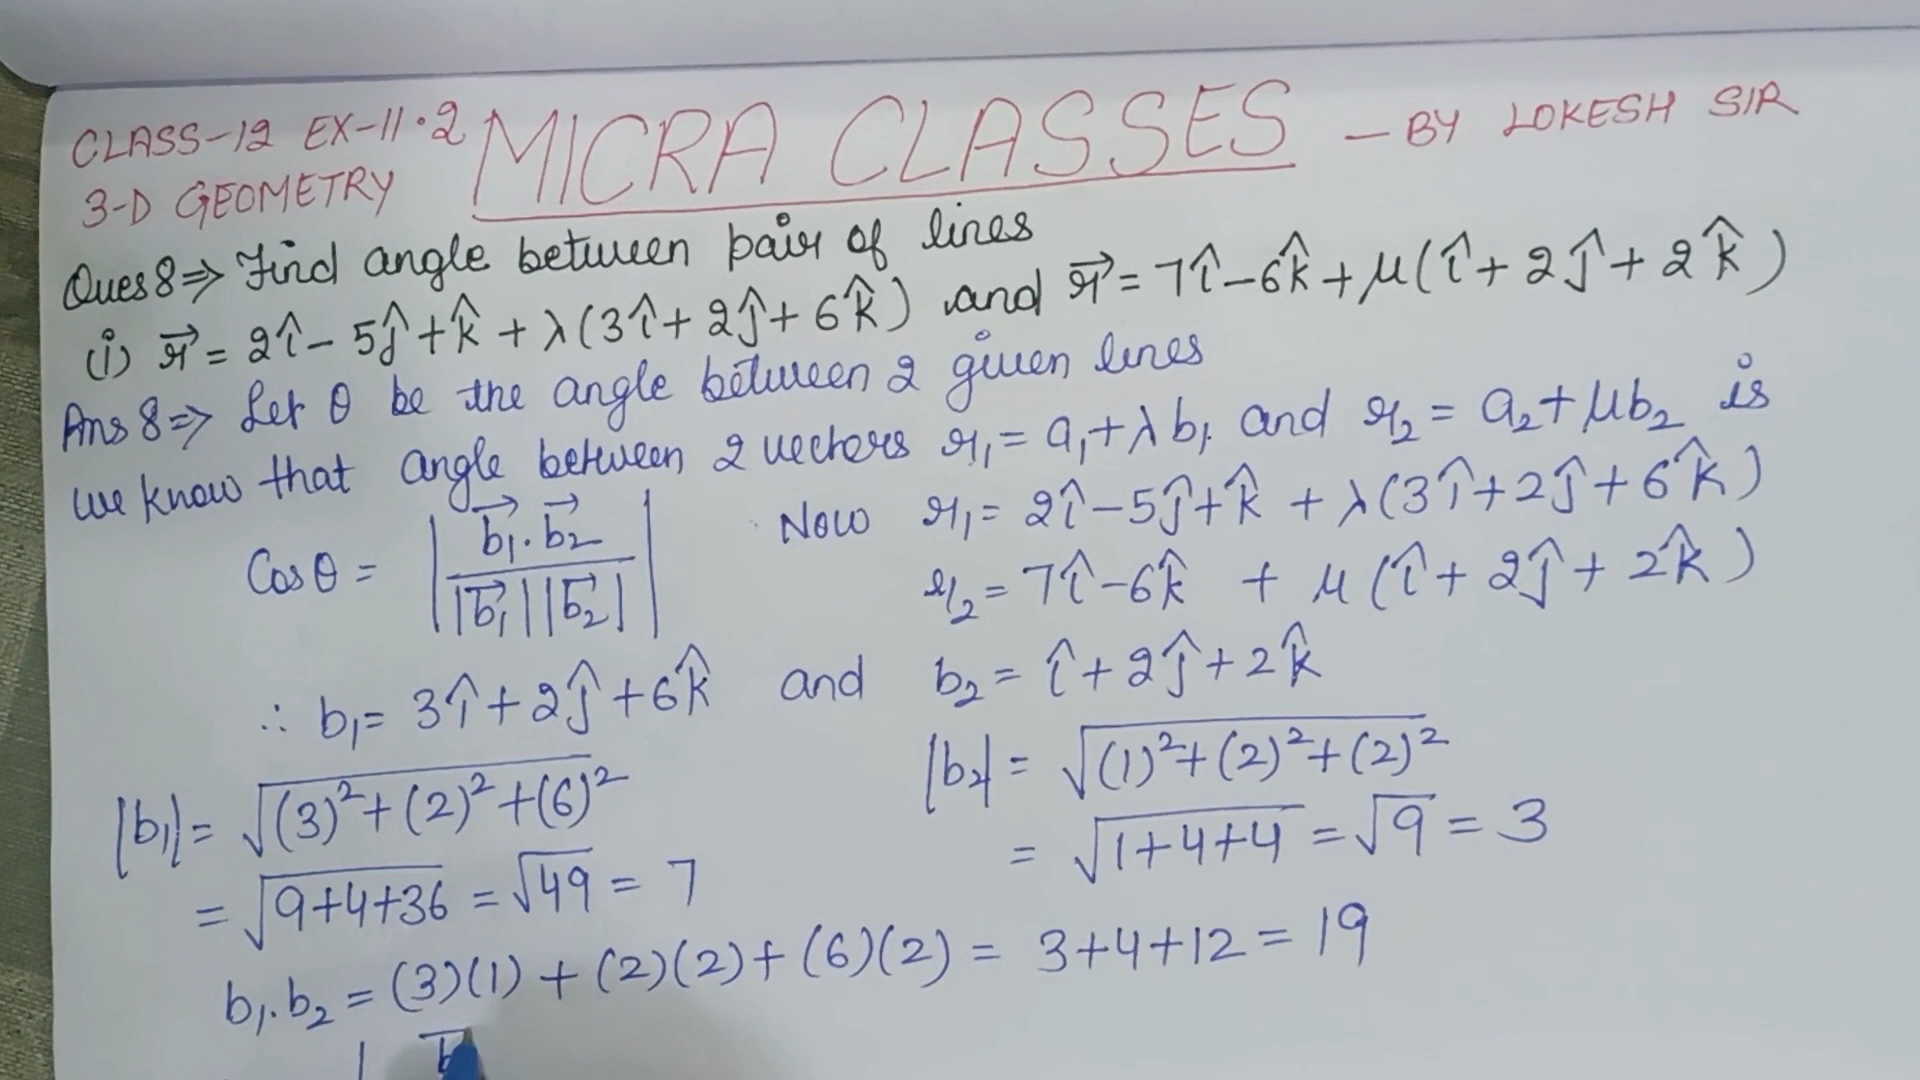 CLASS-12 EX-11.2 MICRA CLASSES - BY LOKESH SIR
3-D GEOMETRY
Ques 8⇒ Find angle between pair of lines
(i) r⃗ = 2î - 5ĵ + k̂ + λ(3î + 2ĵ + 6k̂) and r⃗ = 7î - 6k̂ + μ(î + 2ĵ + 2k̂)
Ans 8⇒ Let θ be the angle between 2 given lines
we know that angle between 2 vectors r₁ = a₁ + λb₁ and r₂ = a₂ + μb₂ is
Cos θ = | b₁⃗ . b₂⃗ / |b₁⃗| |b₂⃗| |
Now r₁ = 2î - 5ĵ + k̂ + λ(3î + 2ĵ + 6k̂)
r₂ = 7î - 6k̂ + μ(î + 2ĵ + 2k̂)
∴ b₁ = 3î + 2ĵ + 6k̂ and b₂ = î + 2ĵ + 2k̂
|b₁| = √(3)² + (2)² + (6)²
= √9+4+36 = √49 = 7
|b₂| = √(1)² + (2)² + (2)²
= √1+4+4 = √9 = 3
b₁.b₂ = (3)(1) + (2)(2) + (6)(2) = 3+4+12 = 19